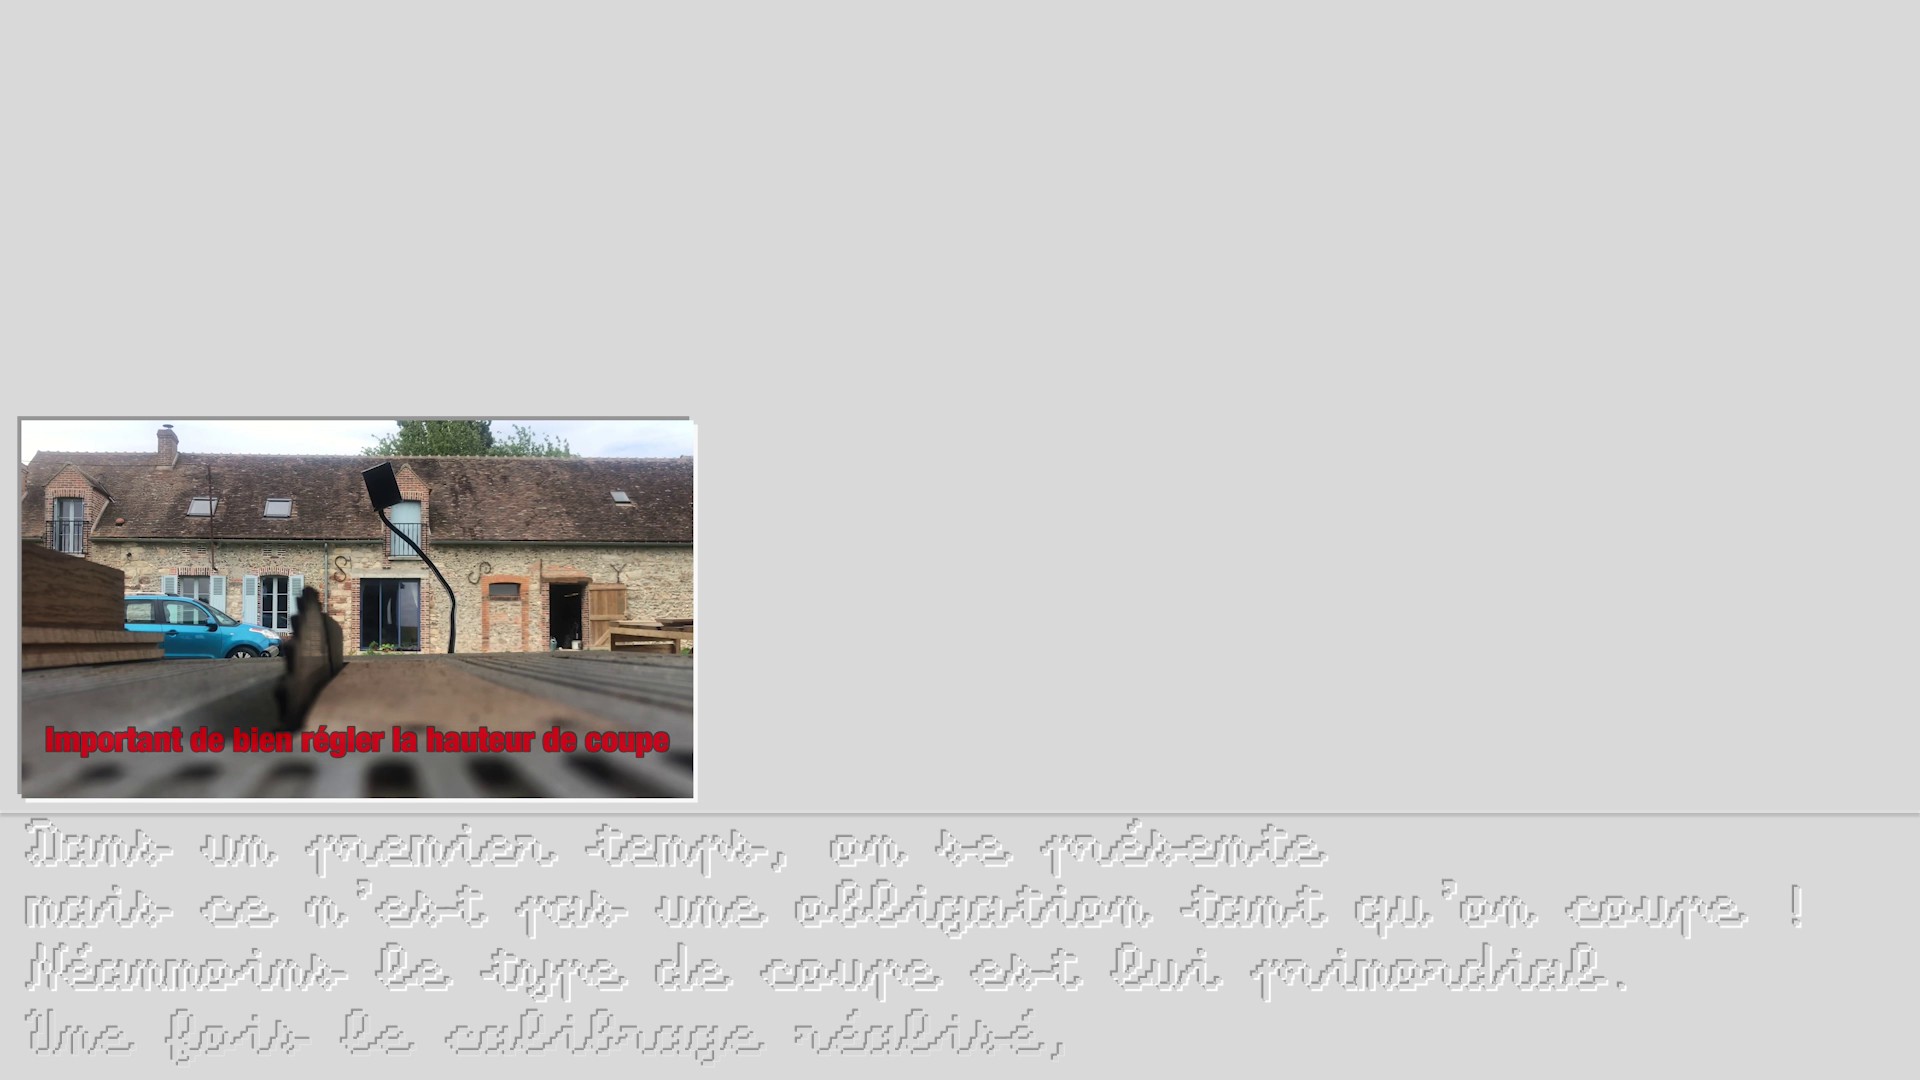 Important de bien régler la hauteur de coupe
Dans un premier temps, on se présente
mais ce n'est pas une obligation tant qu'on coupe !
Néanmoins le type de coupe est lui primordial.
Une fois le calibrage réalisé,